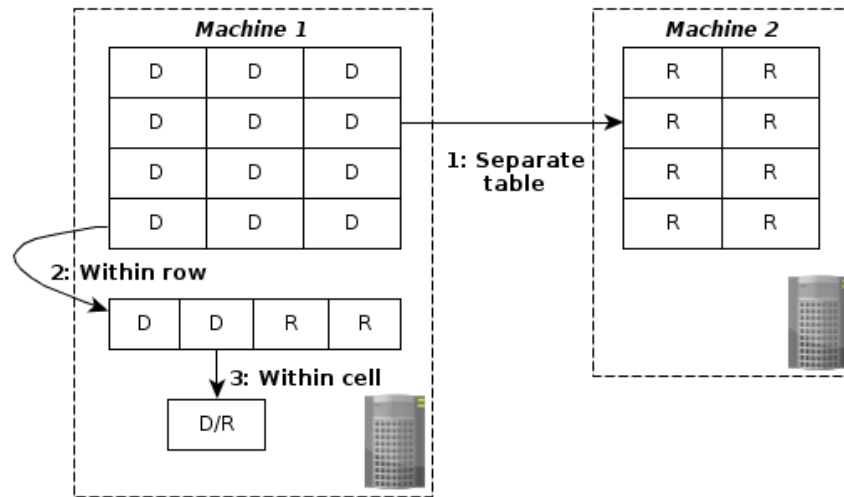 Machine 1
Machine 2
D D D
R R
D D D
R R
1: Separate
table
D D D
R R
D D D
R R
2: Within row
D D R R
3: Within cell
D/R